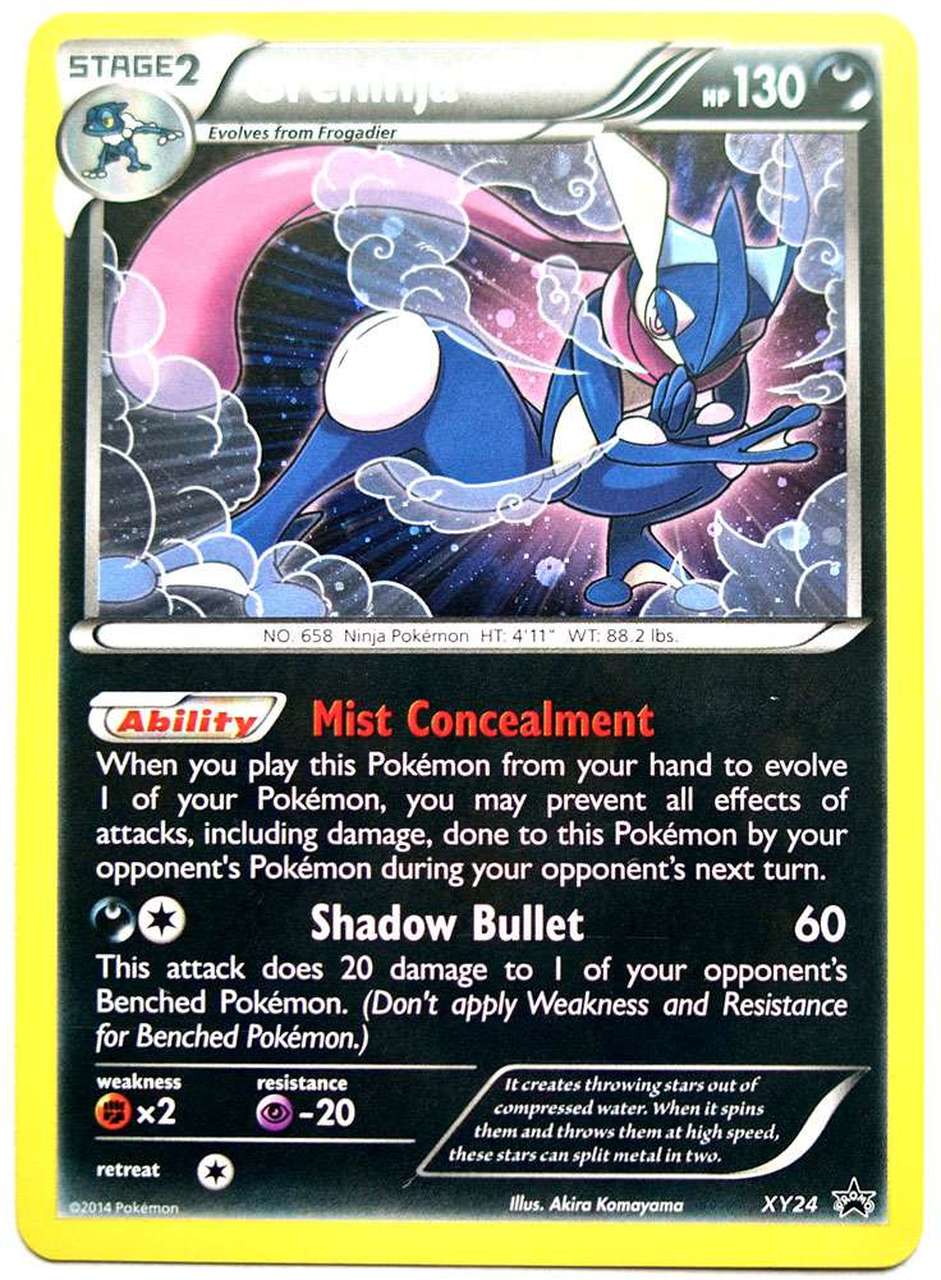 STAGE2
Greninja
HP130
Evolves from Frogadier
NO. 658 Ninja Pokémon HT: 4'11" WT: 88.2 lbs.
Ability Mist Concealment
When you play this Pokémon from your hand to evolve
1 of your Pokémon, you may prevent all effects of
attacks, including damage, done to this Pokémon by your
opponent's Pokémon during your opponent's next turn.
Shadow Bullet 60
This attack does 20 damage to 1 of your opponent's
Benched Pokémon. (Don't apply Weakness and Resistance
for Benched Pokémon.)
weakness resistance
x2 -20
retreat
It creates throwing stars out of
compressed water. When it spins
them and throws them at high speed,
these stars can split metal in two.
©2014 Pokémon
Illus. Akira Komayama
XY24
PROMO